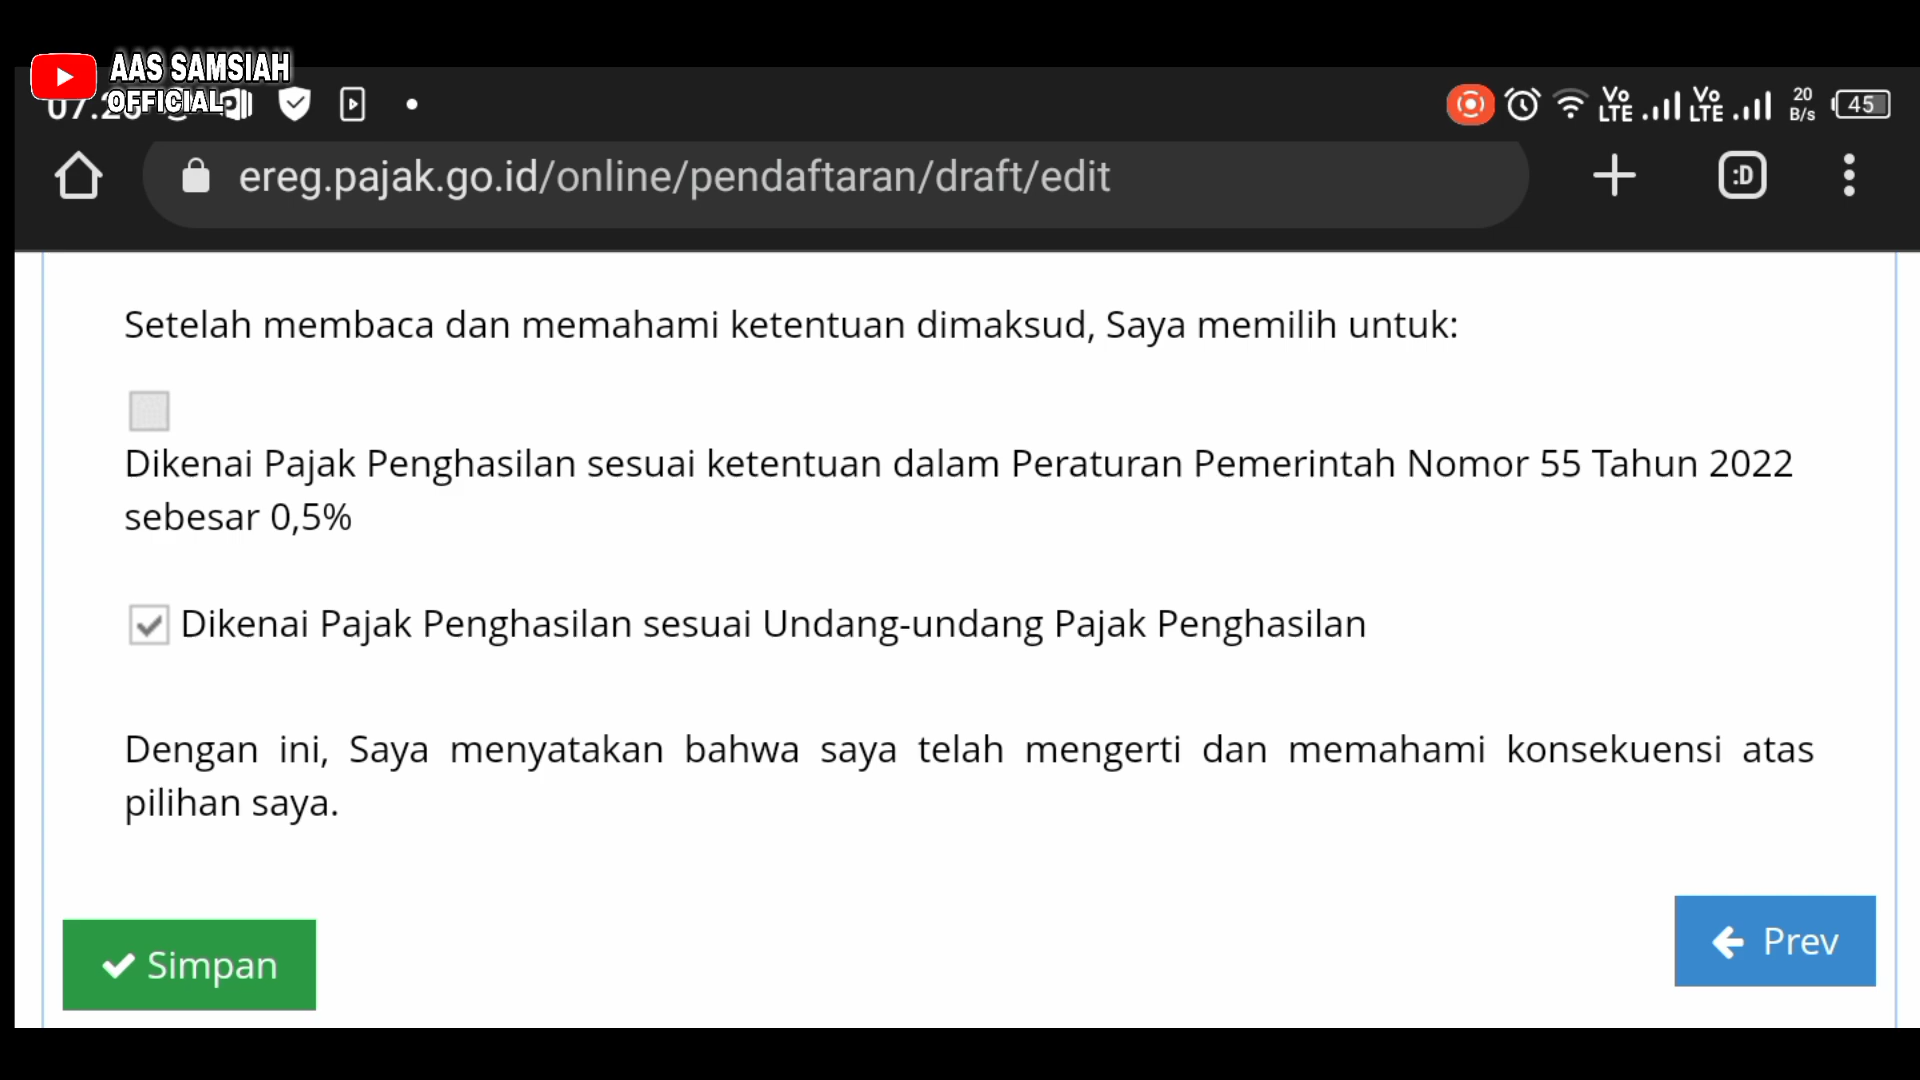 AAS SAMSIAH
OFFICIAL
Vo LTE Vo LTE 20 B/s 45
ereg.pajak.go.id/online/pendaftaran/draft/edit
:D
Setelah membaca dan memahami ketentuan dimaksud, Saya memilih untuk:
Dikenai Pajak Penghasilan sesuai ketentuan dalam Peraturan Pemerintah Nomor 55 Tahun 2022
sebesar 0,5%
Dikenai Pajak Penghasilan sesuai Undang-undang Pajak Penghasilan
Dengan ini, Saya menyatakan bahwa saya telah mengerti dan memahami konsekuensi atas
pilihan saya.
Simpan
Prev